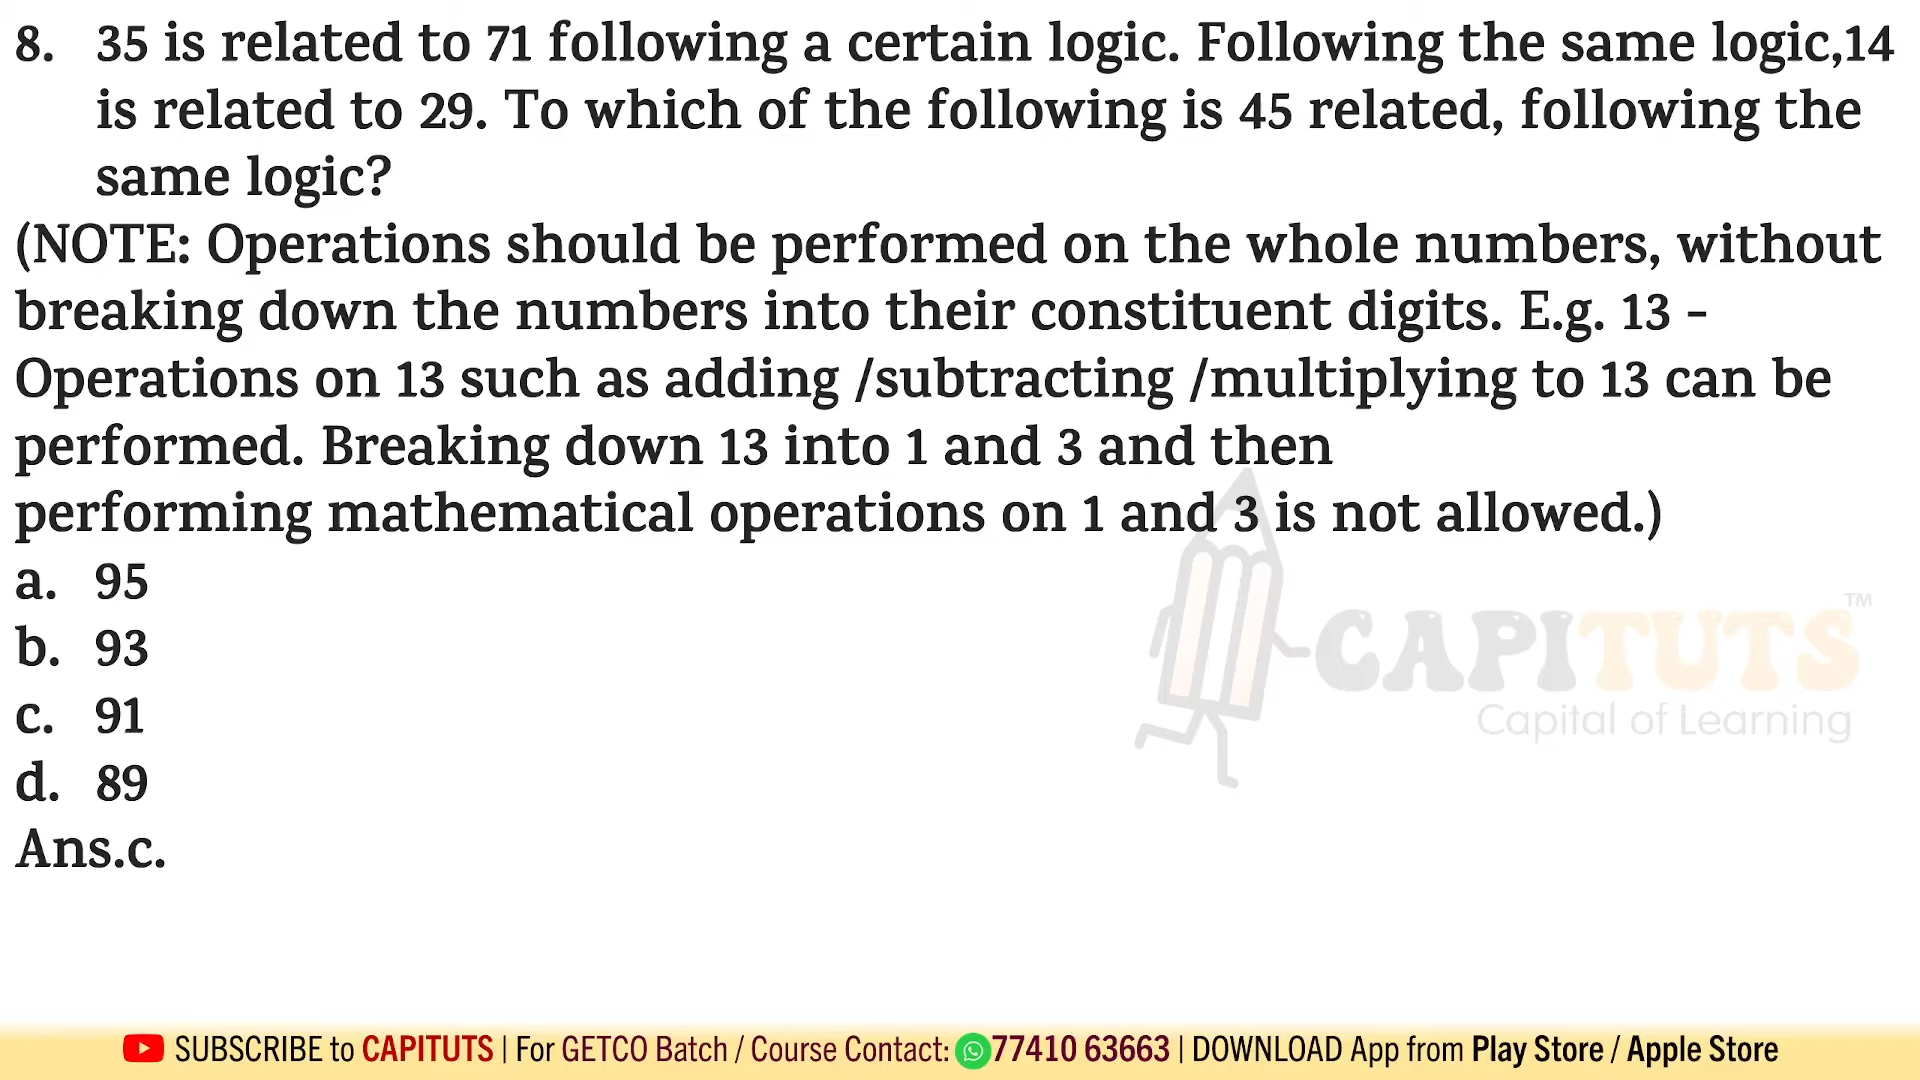 8. 35 is related to 71 following a certain logic. Following the same logic,14
is related to 29. To which of the following is 45 related, following the
same logic?
(NOTE: Operations should be performed on the whole numbers, without
breaking down the numbers into their constituent digits. E.g. 13 -
Operations on 13 such as adding /subtracting /multiplying to 13 can be
performed. Breaking down 13 into 1 and 3 and then
performing mathematical operations on 1 and 3 is not allowed.)
a. 95
b. 93
c. 91
d. 89
Ans.c.
CAPITUTS™
Capital of Learning
SUBSCRIBE to CAPITUTS | For GETCO Batch / Course Contact: 77410 63663 | DOWNLOAD App from Play Store / Apple Store